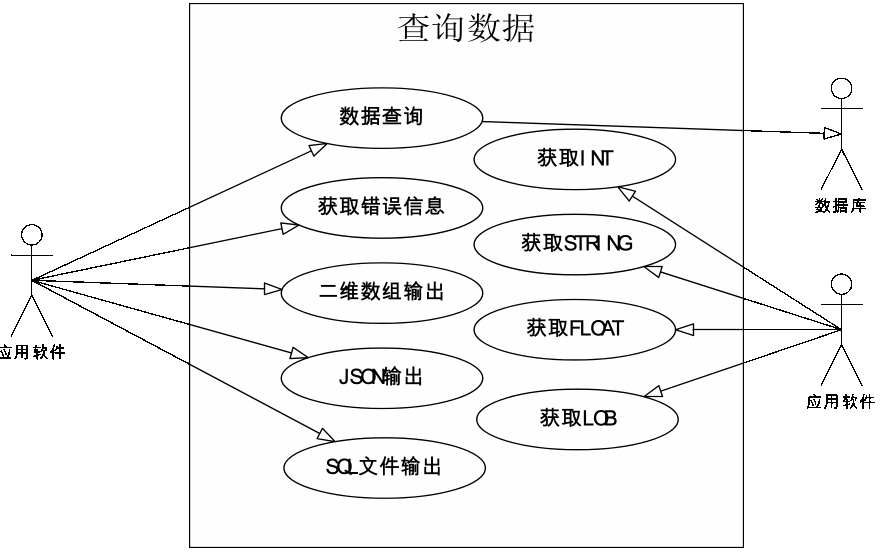 查询数据
数据查询
获取INT
数据库
获取错误信息
获取STRING
二维数组输出
获取FLOAT
应用软件
JSON输出
应用软件
获取LOB
SQL文件输出